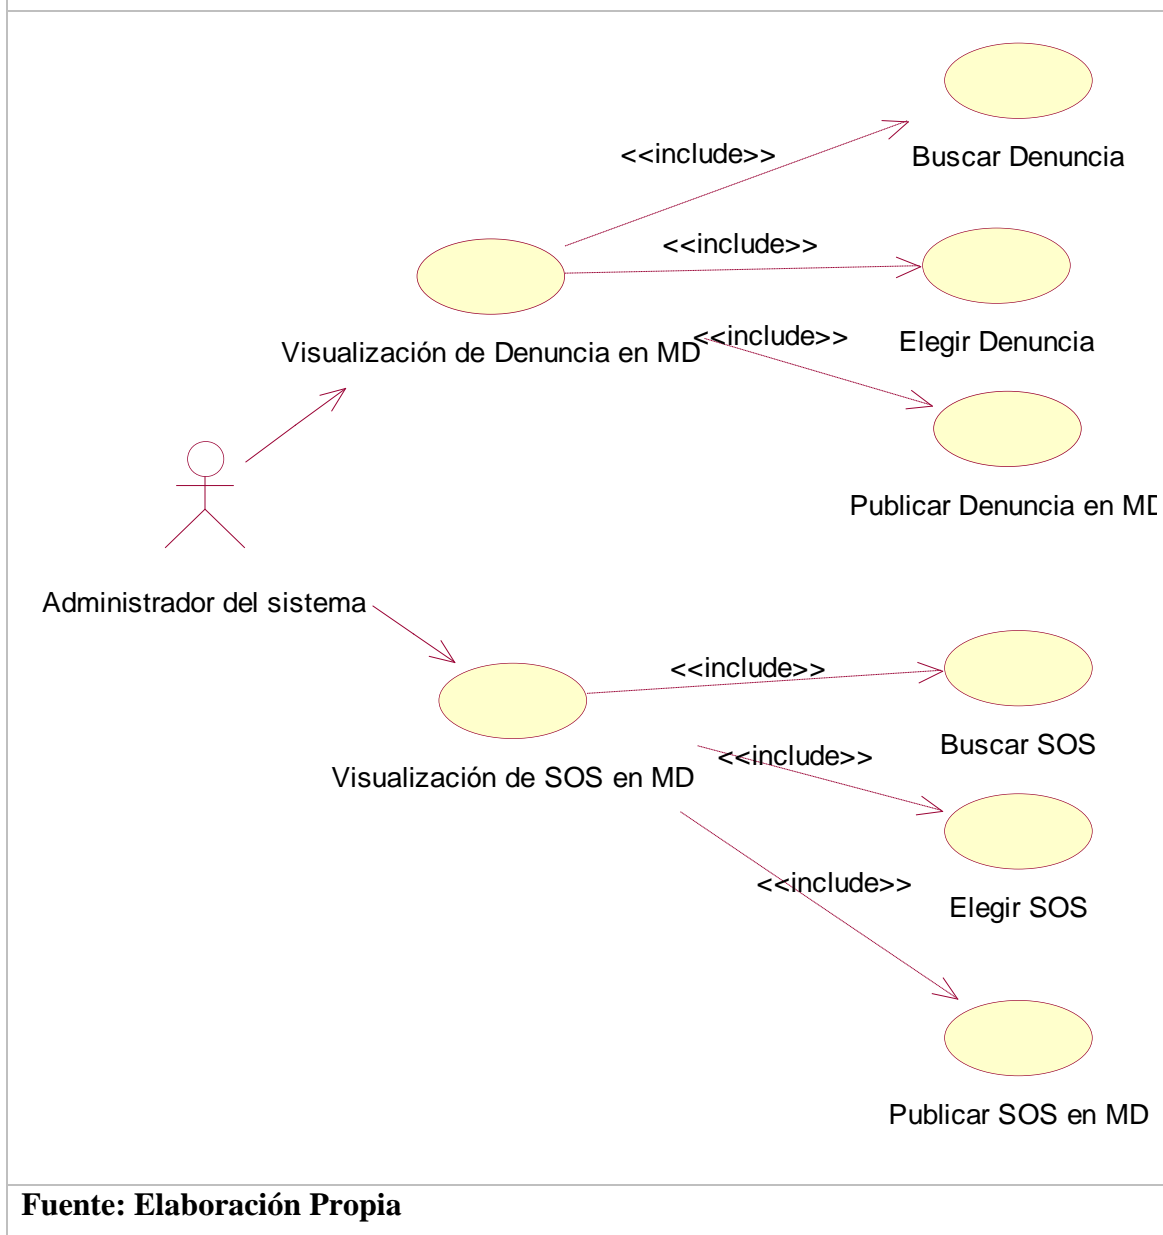 <<include>>
Buscar Denuncia
<<include>>
Visualización de Denuncia en MD
<<include>>
Elegir Denuncia
Publicar Denuncia en MD
Administrador del sistema
<<include>>
Buscar SOS
<<include>>
Visualización de SOS en MD
<<include>>
Elegir SOS
Publicar SOS en MD
Fuente: Elaboración Propia